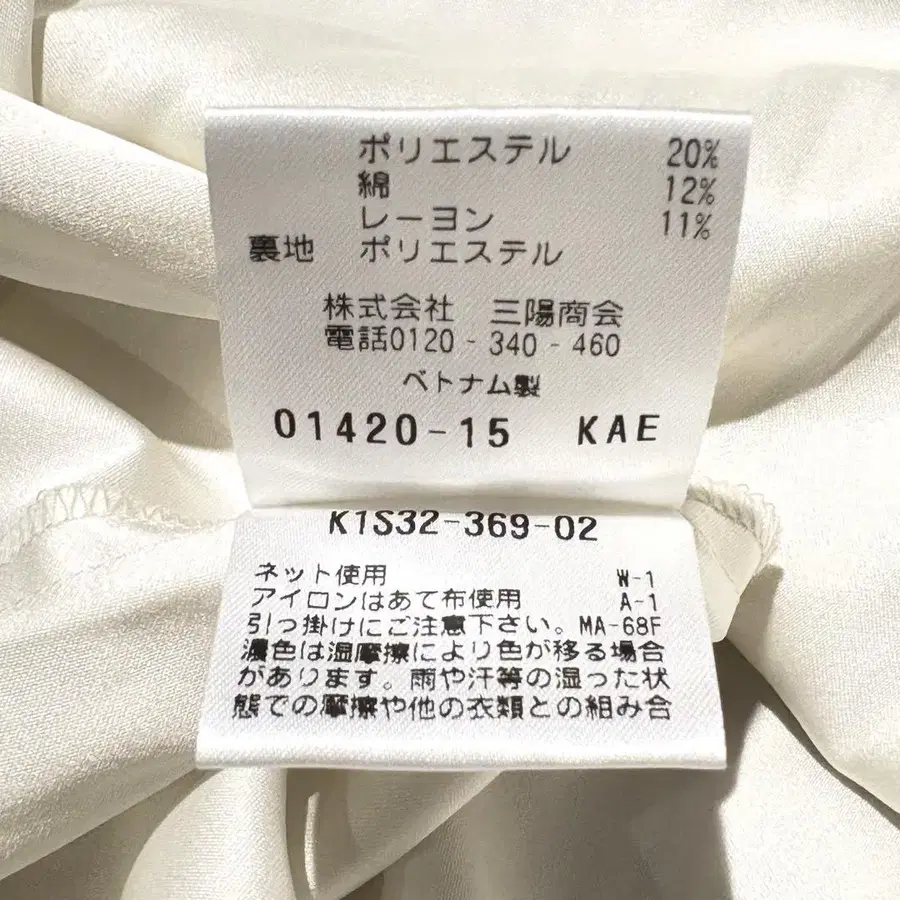 ポリエステル 20%
綿 12%
レーヨン 11%
裏地 ポリエステル
株式会社 三陽商会
電話0120-340-460
ベトナム製
01420-15 KAE
K1S32-369-02
ネット使用 W-1
アイロンはあて布使用 A-1
引っ掛けにご注意下さい。MA-68F
濃色は湿摩擦により色が移る場合
があります。雨や汗等の湿った状
態での摩擦や他の衣類との組み合